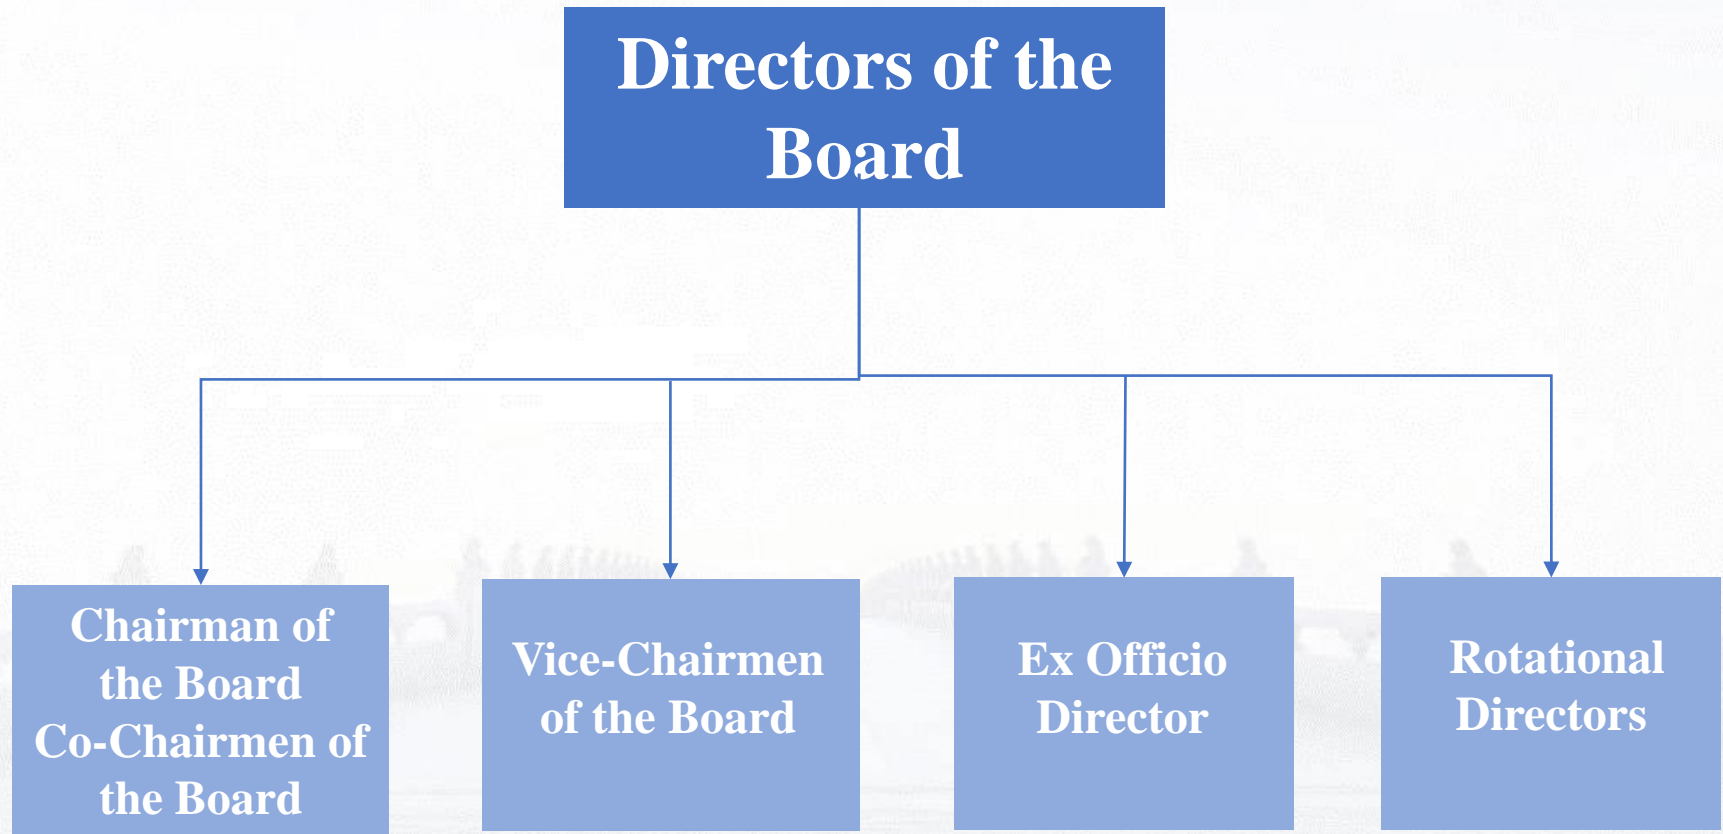 Directors of the
Board
Chairman of
the Board
Co-Chairmen of
the Board
Vice-Chairmen
of the Board
Ex Officio
Director
Rotational
Directors